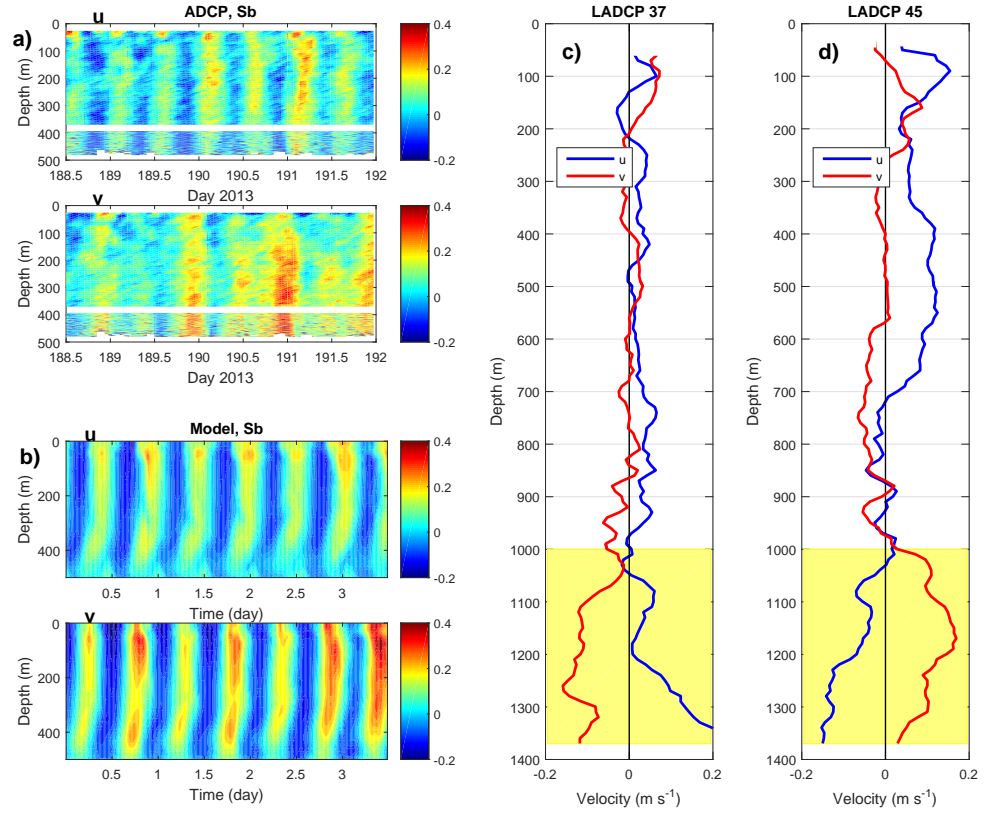 ADCP, Sb
a)
u
0
100
200
300
400
500
Depth (m)
188.5 189 189.5 190 190.5 191 191.5 192
Day 2013
0.4
0.2
0
-0.2
v
0
100
200
300
400
500
Depth (m)
188.5 189 189.5 190 190.5 191 191.5 192
Day 2013
0.4
0.2
0
-0.2
Model, Sb
b)
u
0
200
400
Depth (m)
0.5 1 1.5 2 2.5 3
Time (day)
0.4
0.2
0
-0.2
v
0
200
400
Depth (m)
0.5 1 1.5 2 2.5 3
Time (day)
0.4
0.2
0
-0.2
LADCP 37
c)
0
100
200
300
400
500
600
700
800
900
1000
1100
1200
1300
1400
Depth (m)
u
v
-0.2 0 0.2
Velocity (m s⁻¹)
LADCP 45
d)
0
100
200
300
400
500
600
700
800
900
1000
1100
1200
1300
1400
Depth (m)
u
v
-0.2 0 0.2
Velocity (m s⁻¹)